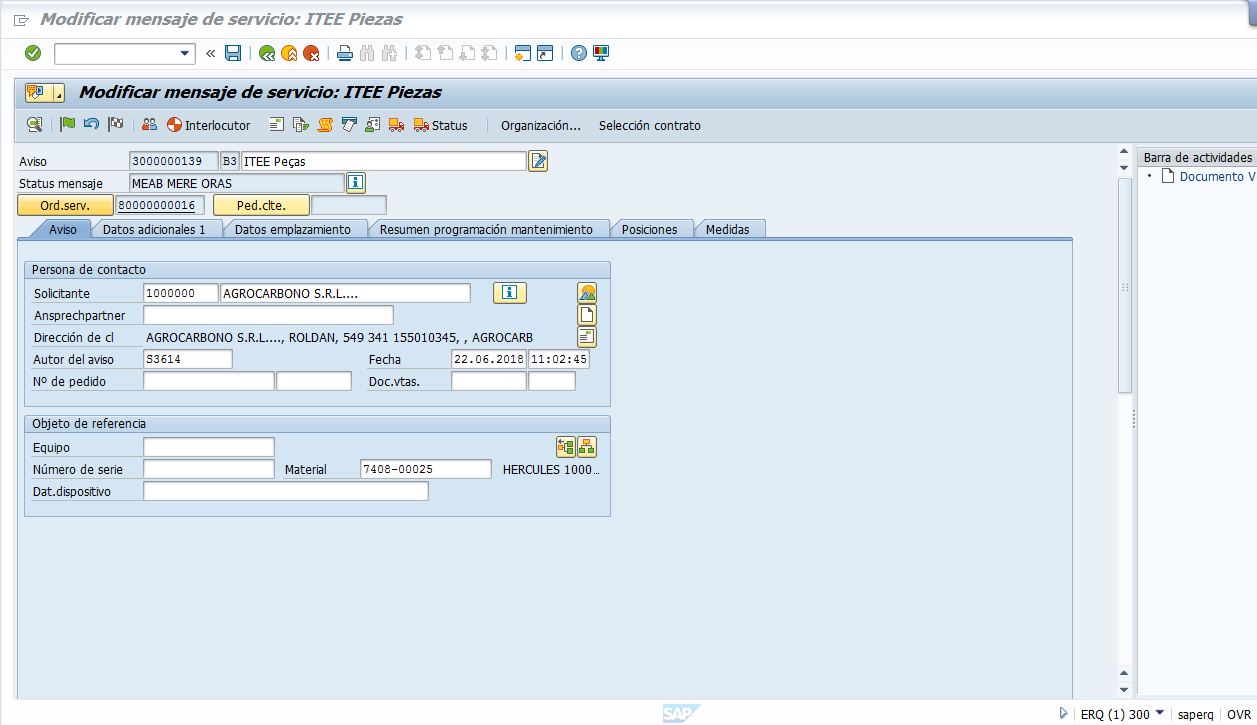 Modificar mensaje de servicio: ITEE Piezas
Modificar mensaje de servicio: ITEE Piezas
Interlocutor Status Organización... Selección contrato
Aviso 3000000139 B3 ITEE Peças
Status mensaje MEAB MERE ORAS
Ord.serv. 80000000016 Ped.clte.
Aviso Datos adicionales 1 Datos emplazamiento Resumen programación mantenimiento Posiciones Medidas
Persona de contacto
Solicitante 1000000 AGROCARBONO S.R.L....
Ansprechpartner
Dirección de cl AGROCARBONO S.R.L...., ROLDAN, 549 341 155010345, , AGROCARB
Autor del aviso S3614 Fecha 22.06.2018 11:02:45
Nº de pedido Doc.vtas.
Objeto de referencia
Equipo
Número de serie Material 7408-00025 HERCULES 1000...
Dat.dispositivo
Barra de actividades
Documento V
SAP
ERQ (1) 300 saperq OVR